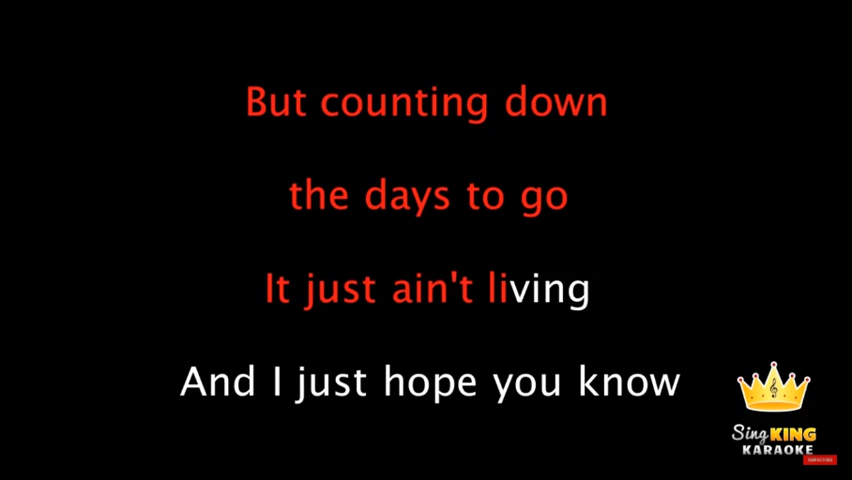 But counting down
the days to go
It just ain't living
And I just hope you know
Sing KING
KARAOKE
SUBSCRIBE